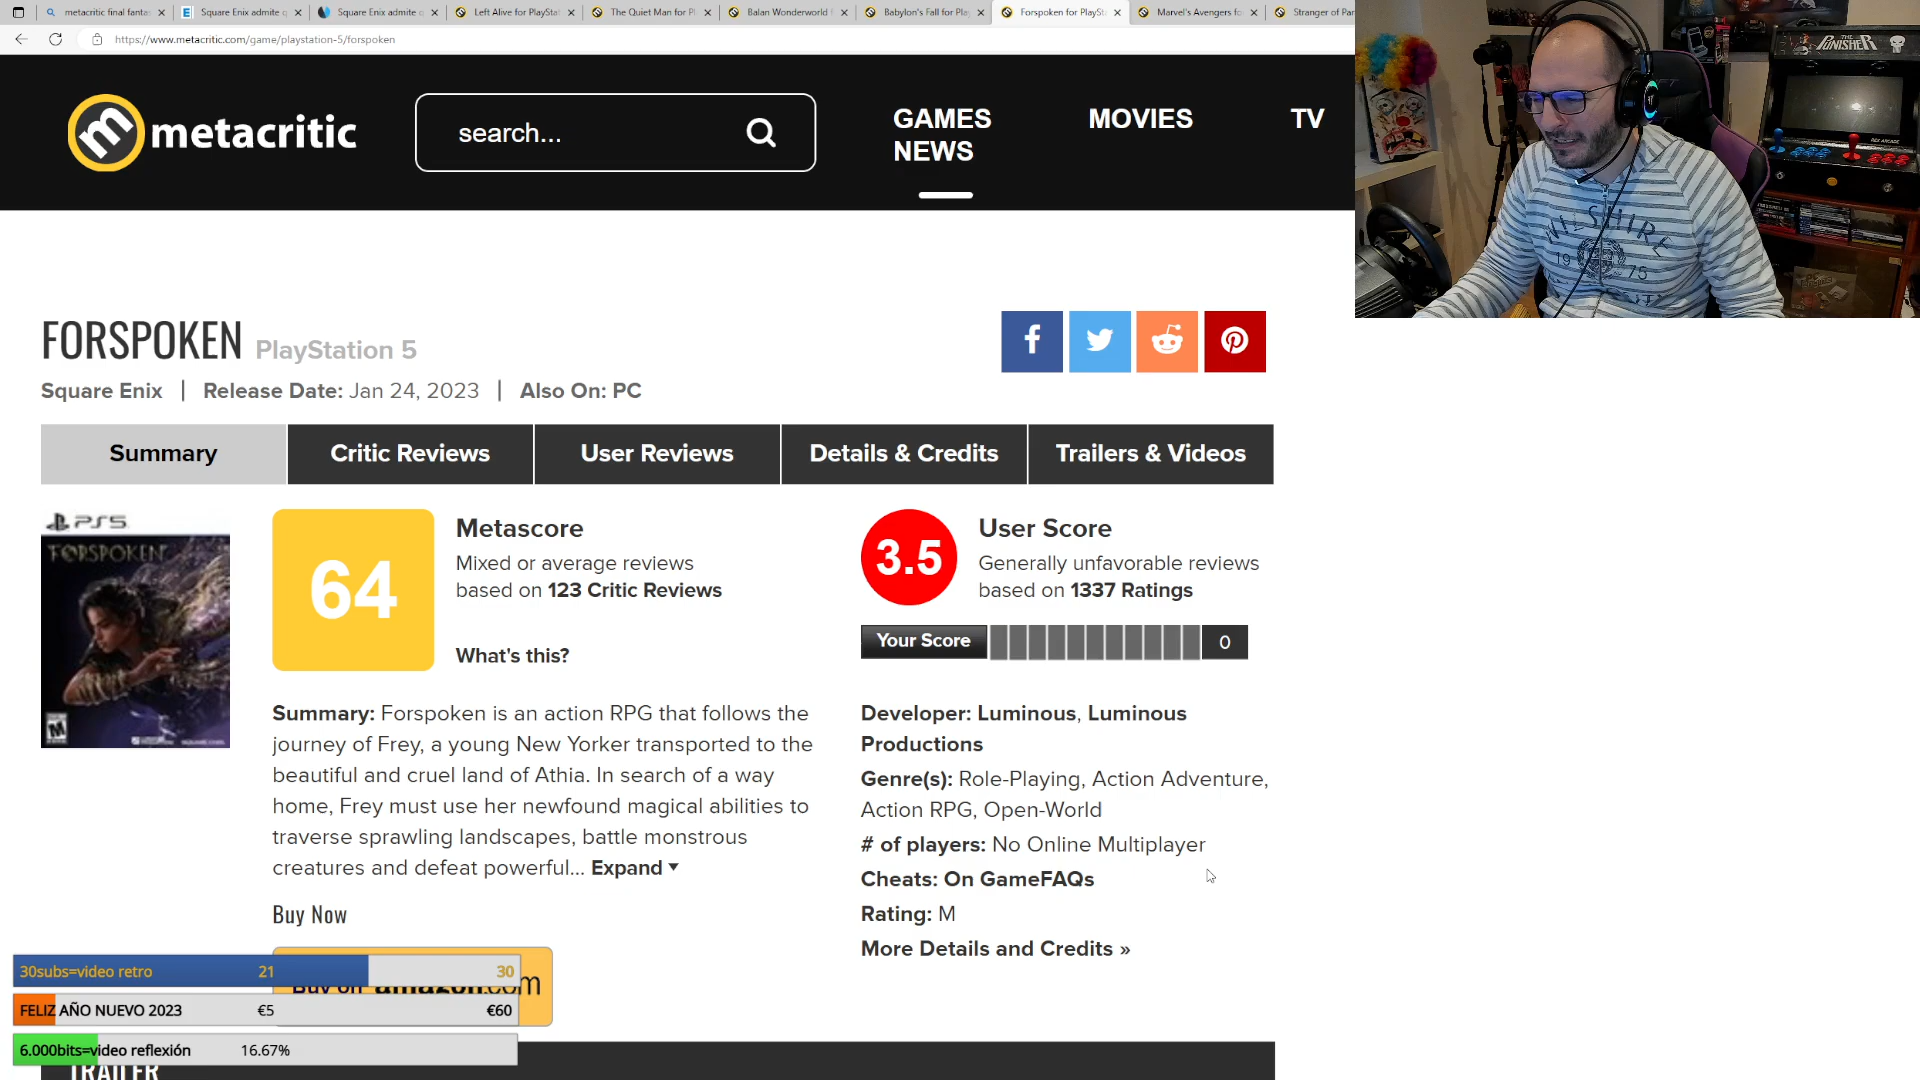 metacritic final fantas
Square Enix admite q
Square Enix admite q
Left Alive for PlaySta
The Quiet Man for P
Balan Wonderworld
Babylon's Fall for Pla
Forspoken for PlaySt
Marvel's Avengers fo
Stranger of Par
https://www.metacritic.com/game/playstation-5/forspoken
metacritic
search...
GAMES
MOVIES
TV
NEWS
FORSPOKEN PlayStation 5
Square Enix | Release Date: Jan 24, 2023 | Also On: PC
Summary
Critic Reviews
User Reviews
Details & Credits
Trailers & Videos
PS5
FORSPOKEN
64
Metascore
Mixed or average reviews
based on 123 Critic Reviews
What's this?
3.5
User Score
Generally unfavorable reviews
based on 1337 Ratings
Your Score
0
Summary: Forspoken is an action RPG that follows the
journey of Frey, a young New Yorker transported to the
beautiful and cruel land of Athia. In search of a way
home, Frey must use her newfound magical abilities to
traverse sprawling landscapes, battle monstrous
creatures and defeat powerful... Expand
Buy Now
Buy on amazon.com
Developer: Luminous, Luminous
Productions
Genre(s): Role-Playing, Action Adventure,
Action RPG, Open-World
# of players: No Online Multiplayer
Cheats: On GameFAQs
Rating: M
More Details and Credits »
30subs=video retro 21 30
FELIZ AÑO NUEVO 2023 €5 €60
6.000bits=video reflexión 16.67%
TRAILER
THE
PUNISHER
WILSHIRE
19 75